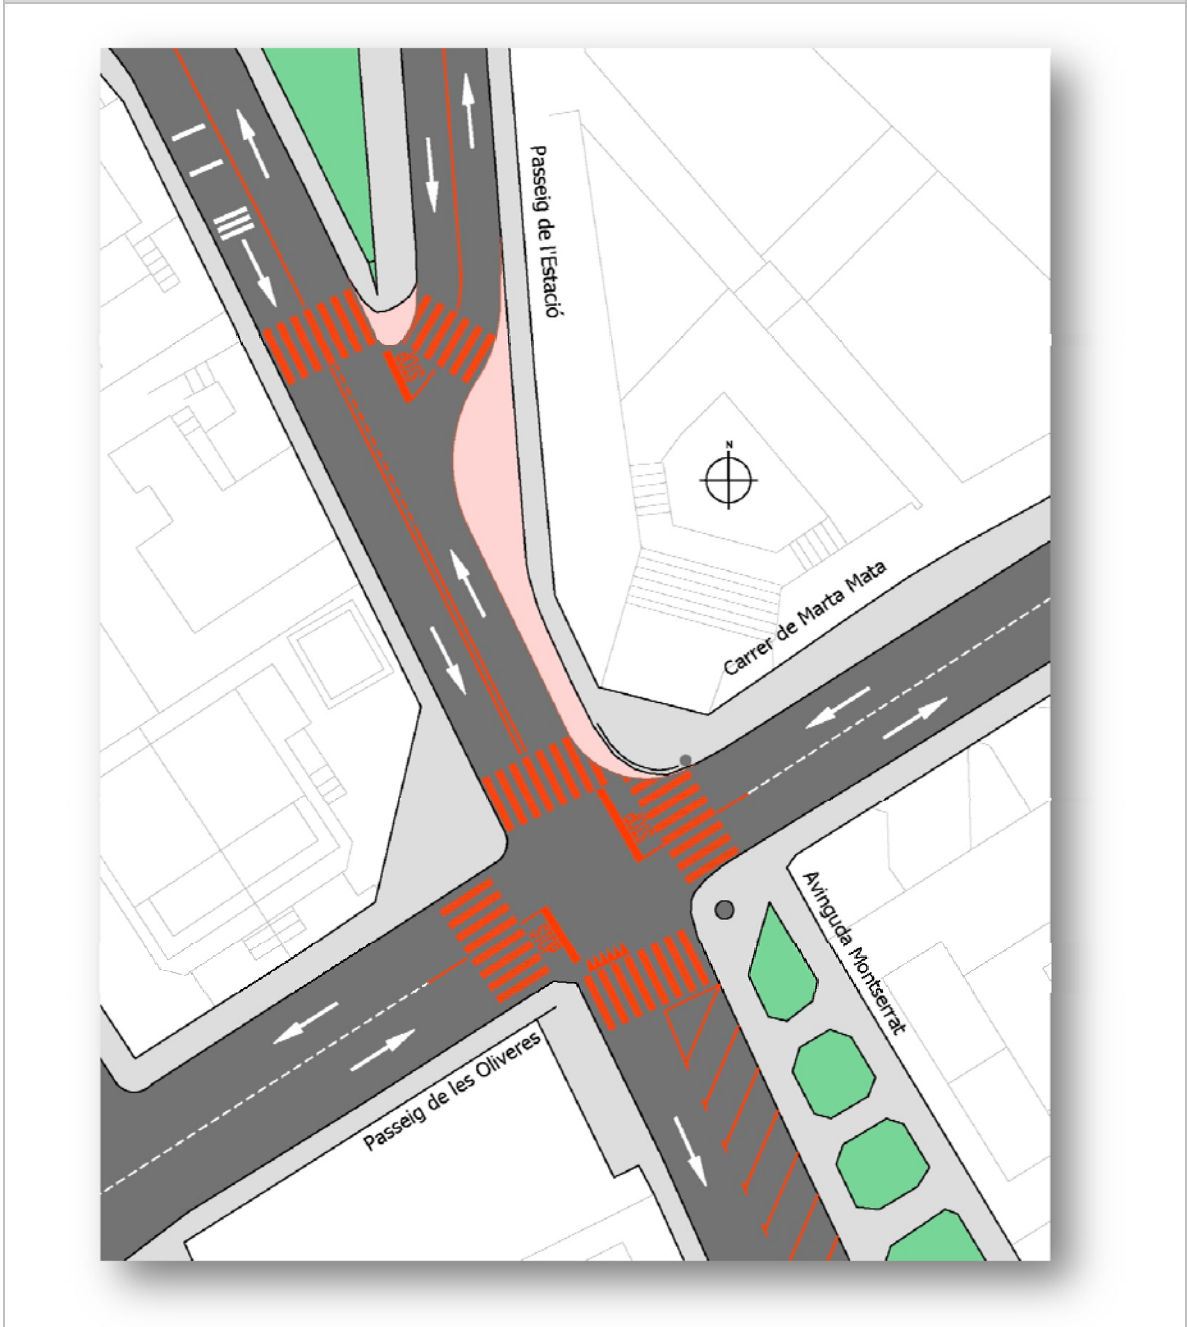 Passeig de l'Estació
N
Carrer de Marta Mata
Avinguda Montserrat
Passeig de les Oliveres